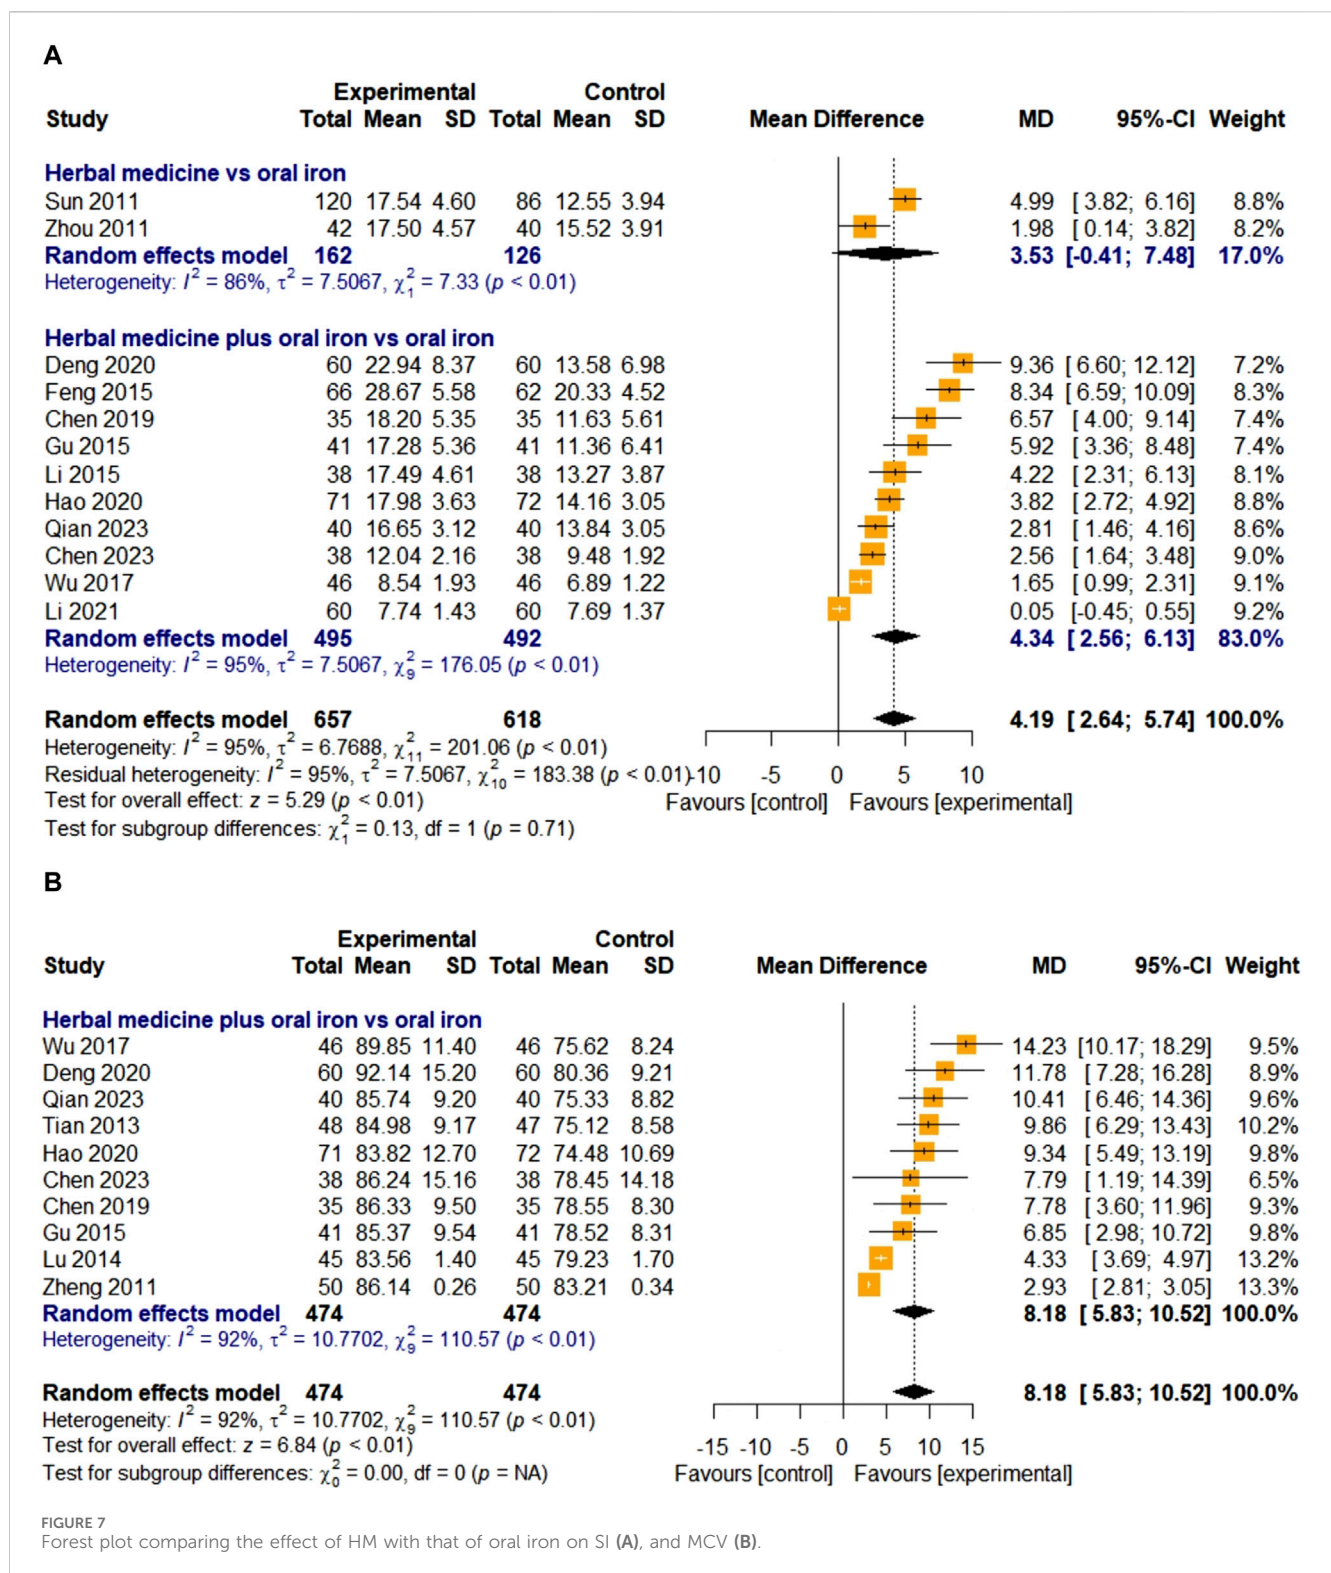 A
Experimental Control
Study Total Mean SD Total Mean SD Mean Difference MD 95%-CI Weight
Herbal medicine vs oral iron
Sun 2011 120 17.54 4.60 86 12.55 3.94 4.99 [3.82; 6.16] 8.8%
Zhou 2011 42 17.50 4.57 40 15.52 3.91 1.98 [0.14; 3.82] 8.2%
Random effects model 162 126 3.53 [-0.41; 7.48] 17.0%
Heterogeneity: I² = 86%, τ² = 7.5067, χ²₁ = 7.33 (p < 0.01)
Herbal medicine plus oral iron vs oral iron
Deng 2020 60 22.94 8.37 60 13.58 6.98 9.36 [6.60; 12.12] 7.2%
Feng 2015 66 28.67 5.58 62 20.33 4.52 8.34 [6.59; 10.09] 8.3%
Chen 2019 35 18.20 5.35 35 11.63 5.61 6.57 [4.00; 9.14] 7.4%
Gu 2015 41 17.28 5.36 41 11.36 6.41 5.92 [3.36; 8.48] 7.4%
Li 2015 38 17.49 4.61 38 13.27 3.87 4.22 [2.31; 6.13] 8.1%
Hao 2020 71 17.98 3.63 72 14.16 3.05 3.82 [2.72; 4.92] 8.8%
Qian 2023 40 16.65 3.12 40 13.84 3.05 2.81 [1.46; 4.16] 8.6%
Chen 2023 38 12.04 2.16 38 9.48 1.92 2.56 [1.64; 3.48] 9.0%
Wu 2017 46 8.54 1.93 46 6.89 1.22 1.65 [0.99; 2.31] 9.1%
Li 2021 60 7.74 1.43 60 7.69 1.37 0.05 [-0.45; 0.55] 9.2%
Random effects model 495 492 4.34 [2.56; 6.13] 83.0%
Heterogeneity: I² = 95%, τ² = 7.5067, χ²₉ = 176.05 (p < 0.01)
Random effects model 657 618 4.19 [2.64; 5.74] 100.0%
Heterogeneity: I² = 95%, τ² = 6.7688, χ²₁₁ = 201.06 (p < 0.01)
Residual heterogeneity: I² = 95%, τ² = 7.5067, χ²₁₀ = 183.38 (p < 0.01) -10 -5 0 5 10
Test for overall effect: z = 5.29 (p < 0.01) Favours [control] Favours [experimental]
Test for subgroup differences: χ²₁ = 0.13, df = 1 (p = 0.71)
B
Experimental Control
Study Total Mean SD Total Mean SD Mean Difference MD 95%-CI Weight
Herbal medicine plus oral iron vs oral iron
Wu 2017 46 89.85 11.40 46 75.62 8.24 14.23 [10.17; 18.29] 9.5%
Deng 2020 60 92.14 15.20 60 80.36 9.21 11.78 [7.28; 16.28] 8.9%
Qian 2023 40 85.74 9.20 40 75.33 8.82 10.41 [6.46; 14.36] 9.6%
Tian 2013 48 84.98 9.17 47 75.12 8.58 9.86 [6.29; 13.43] 10.2%
Hao 2020 71 83.82 12.70 72 74.48 10.69 9.34 [5.49; 13.19] 9.8%
Chen 2023 38 86.24 15.16 38 78.45 14.18 7.79 [1.19; 14.39] 6.5%
Chen 2019 35 86.33 9.50 35 78.55 8.30 7.78 [3.60; 11.96] 9.3%
Gu 2015 41 85.37 9.54 41 78.52 8.31 6.85 [2.98; 10.72] 9.8%
Lu 2014 45 83.56 1.40 45 79.23 1.70 4.33 [3.69; 4.97] 13.2%
Zheng 2011 50 86.14 0.26 50 83.21 0.34 2.93 [2.81; 3.05] 13.3%
Random effects model 474 474 8.18 [5.83; 10.52] 100.0%
Heterogeneity: I² = 92%, τ² = 10.7702, χ²₉ = 110.57 (p < 0.01)
Random effects model 474 474 8.18 [5.83; 10.52] 100.0%
Heterogeneity: I² = 92%, τ² = 10.7702, χ²₉ = 110.57 (p < 0.01)
Test for overall effect: z = 6.84 (p < 0.01) -15 -10 -5 0 5 10 15
Test for subgroup differences: χ²₀ = 0.00, df = 0 (p = NA) Favours [control] Favours [experimental]
FIGURE 7
Forest plot comparing the effect of HM with that of oral iron on SI (A), and MCV (B).